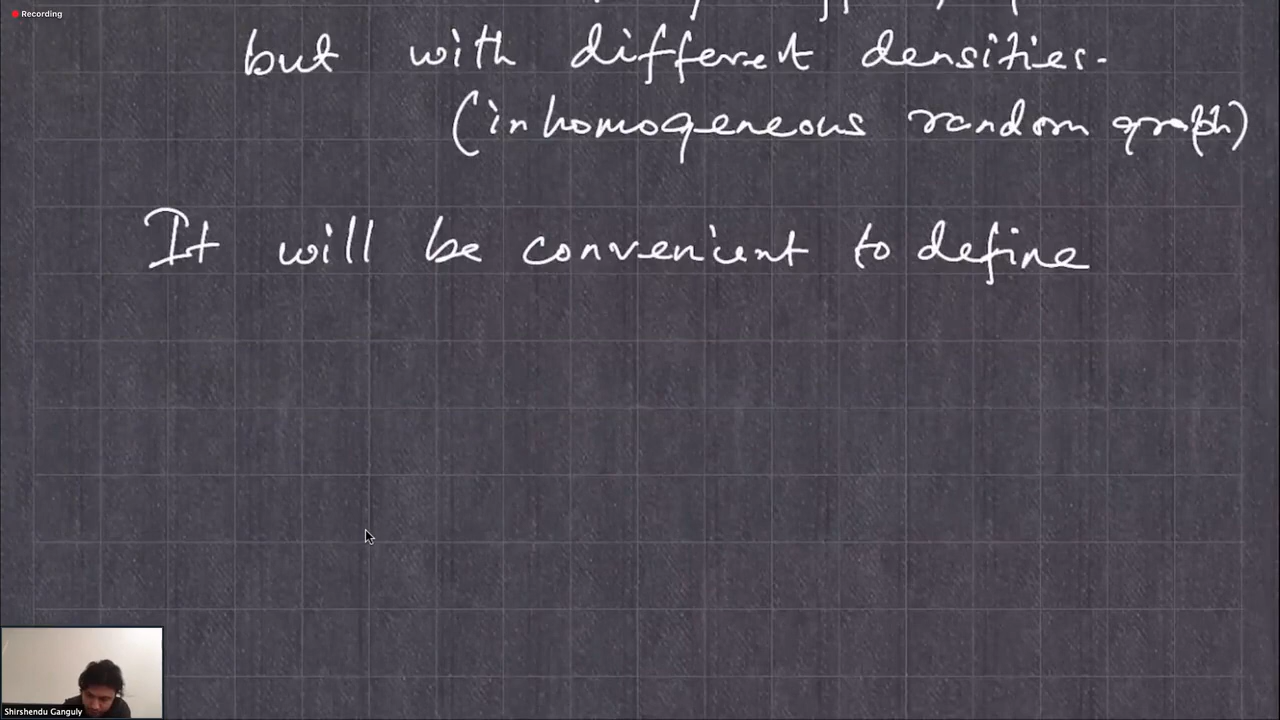 Recording
but with different densities.
(inhomogeneous random graph)
It will be convenient to define
Shirshendu Ganguly